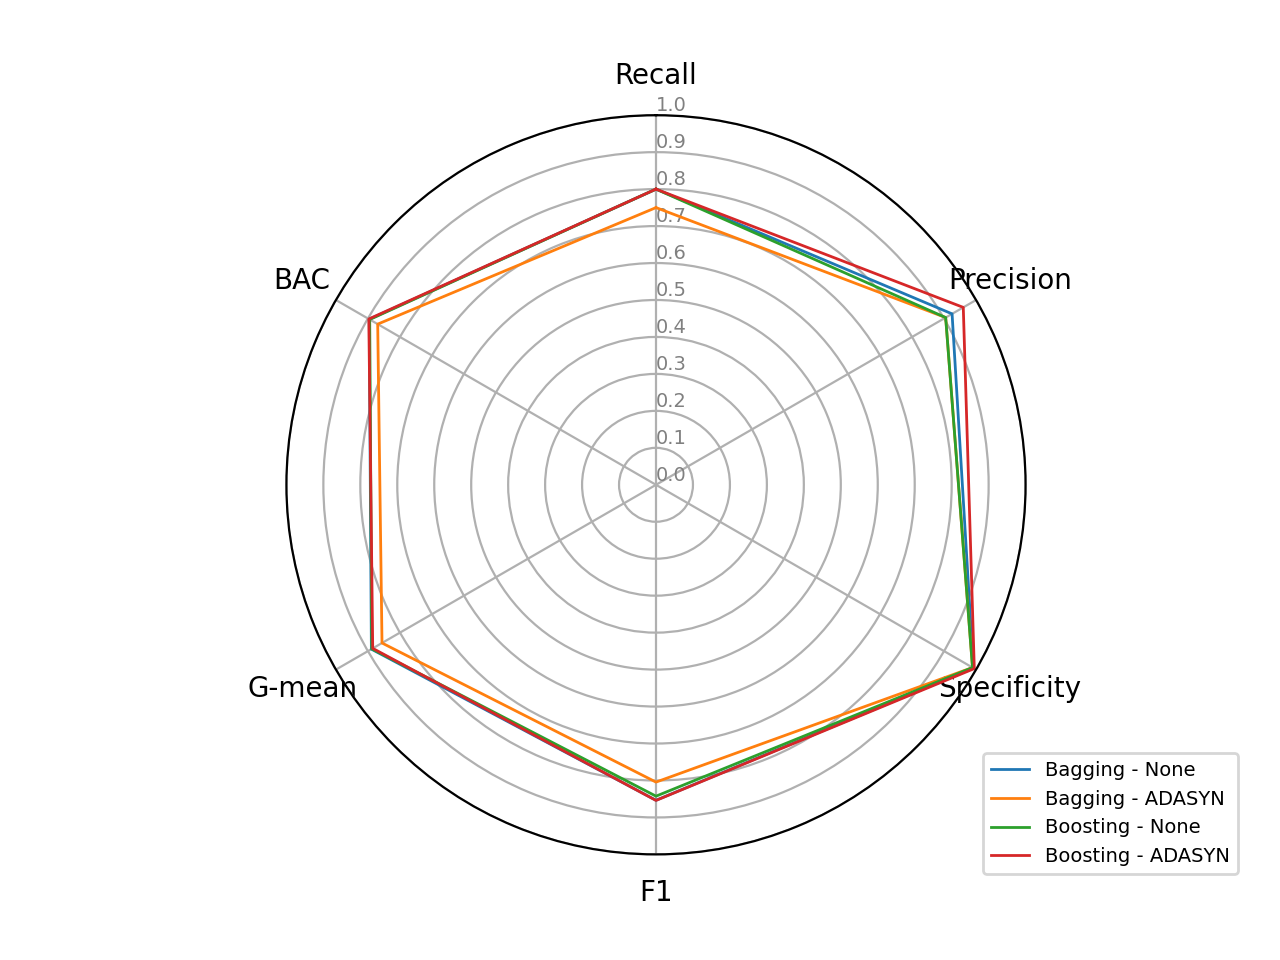 Recall
1.0
0.9
0.8
0.7
0.6
0.5
0.4
0.3
0.2
0.1
0.0
BAC
Precision
G-mean
Specificity
F1
Bagging - None
Bagging - ADASYN
Boosting - None
Boosting - ADASYN